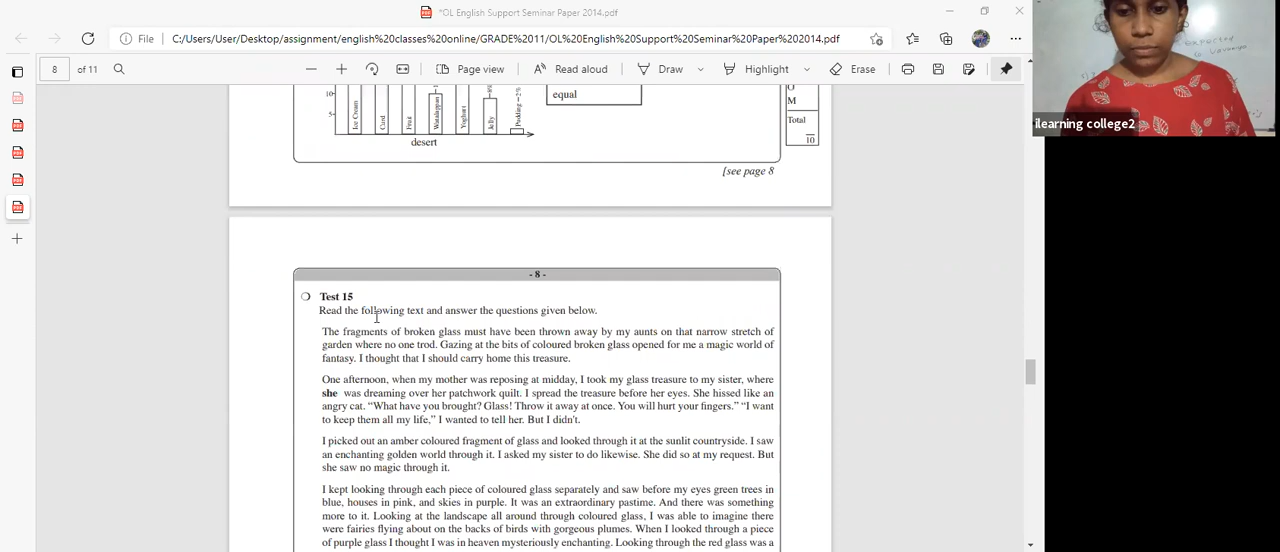 *OL English Support Seminar Paper 2014.pdf
File
C:/Users/User/Desktop/assignment/english%20classes%20online/GRADE%2011/OL%20English%20Support%20Seminar%20Paper%202014.pdf
8 of 11
Page view
Read aloud
Draw
Highlight
Erase
ilearning college2
expected
10
5
Ice Cream
Curd
Fruit
Watalappan
Yoghurt
Jelly
Pudding - 2%
desert
equal
O
M
Total
10
[see page 8
- 8 -
Test 15
Read the following text and answer the questions given below.
The fragments of broken glass must have been thrown away by my aunts on that narrow stretch of
garden where no one trod. Gazing at the bits of coloured broken glass opened for me a magic world of
fantasy. I thought that I should carry home this treasure.
One afternoon, when my mother was reposing at midday, I took my glass treasure to my sister, where
she was dreaming over her patchwork quilt. I spread the treasure before her eyes. She hissed like an
angry cat. “What have you brought? Glass! Throw it away at once. You will hurt your fingers.” “I want
to keep them all my life,” I wanted to tell her. But I didn't.
I picked out an amber coloured fragment of glass and looked through it at the sunlit countryside. I saw
an enchanting golden world through it. I asked my sister to do likewise. She did so at my request. But
she saw no magic through it.
I kept looking through each piece of coloured glass separately and saw before my eyes green trees in
blue, houses in pink, and skies in purple. It was an extraordinary pastime. And there was something
more to it. Looking at the landscape all around through coloured glass, I was able to imagine there
were fairies flying about on the backs of birds with gorgeous plumes. When I looked through a piece
of purple glass I thought I was in heaven mysteriously enchanting. Looking through the red glass was a